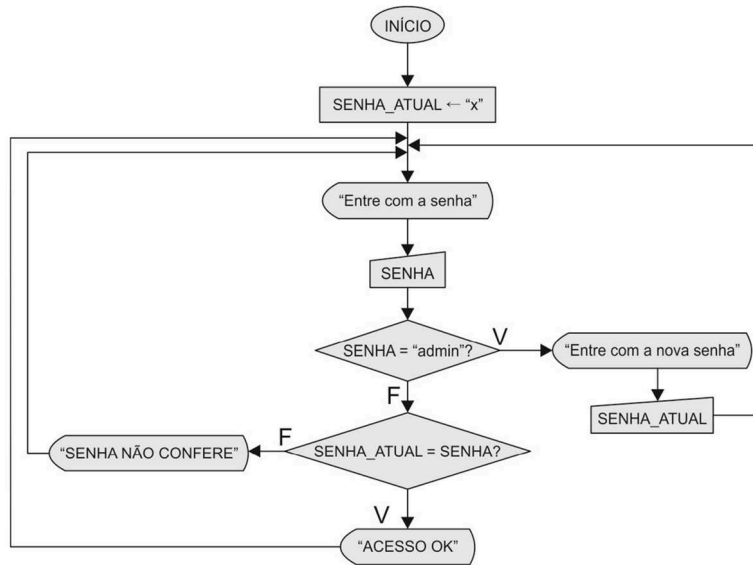 INÍCIO
SENHA_ATUAL ← “x”
“Entre com a senha”
SENHA
SENHA = “admin”?
V
“Entre com a nova senha”
F
SENHA_ATUAL
SENHA_ATUAL = SENHA?
F
“SENHA NÃO CONFERE”
V
“ACESSO OK”